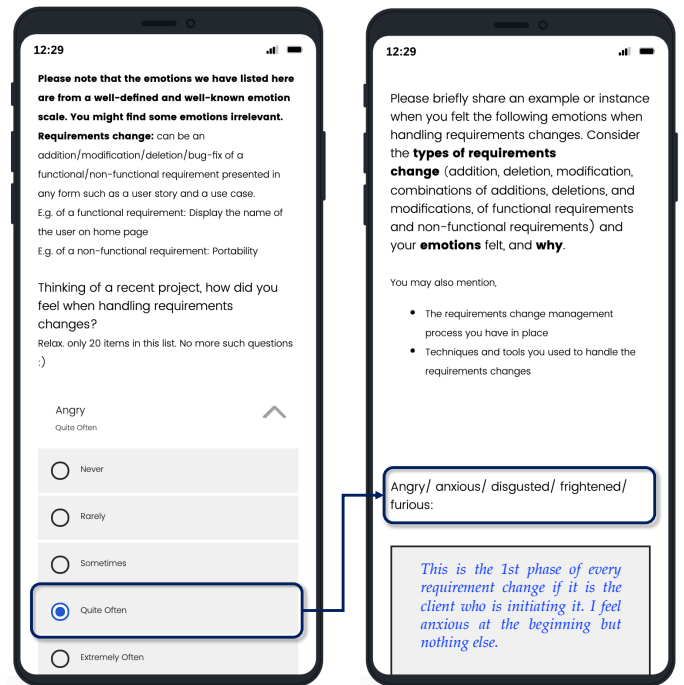 12:29
Please note that the emotions we have listed here
are from a well-defined and well-known emotion
scale. You might find some emotions irrelevant.
Requirements change: can be an
addition/modification/deletion/bug-fix of a
functional/non-functional requirement presented in
any form such as a user story and a use case.
E.g. of a functional requirement: Display the name of
the user on home page
E.g. of a non-functional requirement: Portability
Thinking of a recent project, how did you
feel when handling requirements
changes?
Relax. only 20 items in this list. No more such questions
:)
Angry
Quite Often
Never
Rarely
Sometimes
Quite Often
Extremely Often
12:29
Please briefly share an example or instance
when you felt the following emotions when
handling requirements changes. Consider
the types of requirements
change (addition, deletion, modification,
combinations of additions, deletions, and
modifications, of functional requirements
and non-functional requirements) and
your emotions felt, and why.
You may also mention,
• The requirements change management
process you have in place
• Techniques and tools you used to handle the
requirements changes
Angry/ anxious/ disgusted/ frightened/
furious:
This is the 1st phase of every
requirement change if it is the
client who is initiating it. I feel
anxious at the beginning but
nothing else.